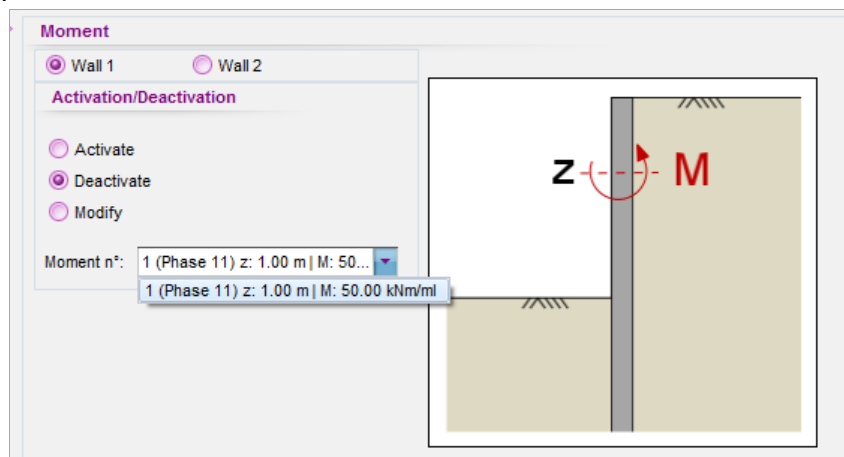 Moment
Wall 1 Wall 2
Activation/Deactivation
Activate
Deactivate
Modify
Moment n°: 1 (Phase 11) z: 1.00 m | M: 50...
1 (Phase 11) z: 1.00 m | M: 50.00 kNm/ml
z M